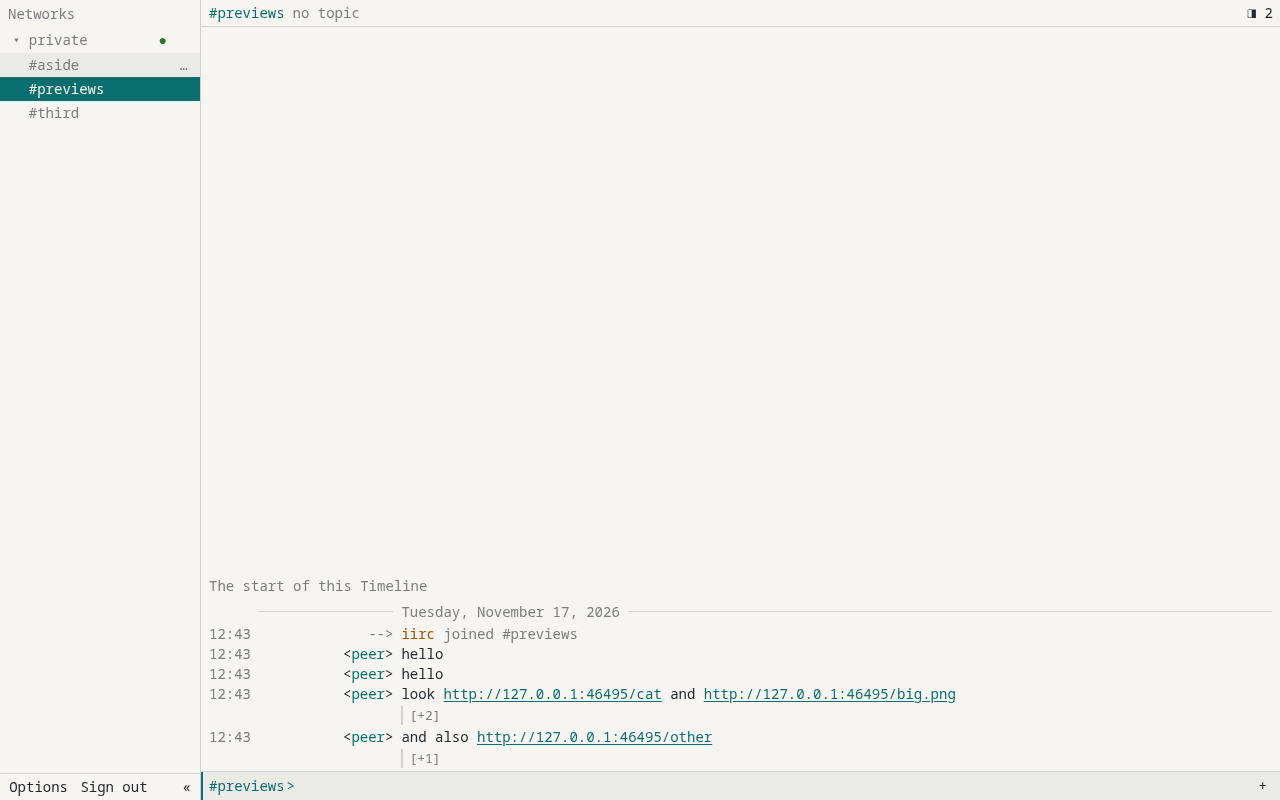 Networks
▾ private ●
#aside …
#previews
#third
Options Sign out «
#previews no topic ◨ 2
The start of this Timeline
Tuesday, November 17, 2026
12:43 --> iirc joined #previews
12:43 <peer> hello
12:43 <peer> hello
12:43 <peer> look http://127.0.0.1:46495/cat and http://127.0.0.1:46495/big.png
[+2]
12:43 <peer> and also http://127.0.0.1:46495/other
[+1]
#previews> +